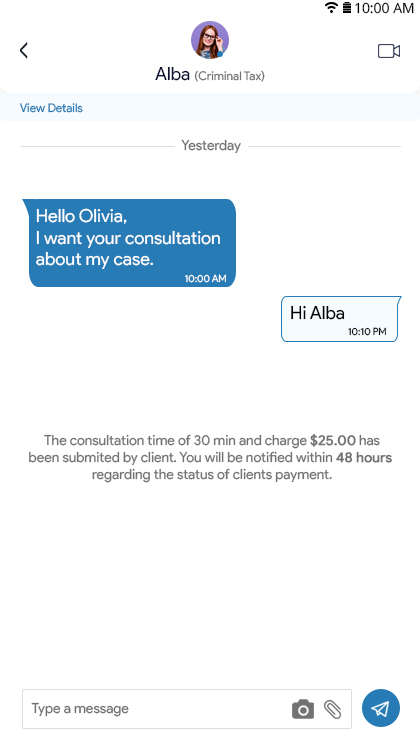 10:00 AM
Alba (Criminal Tax)
View Details
Yesterday
Hello Olivia,
I want your consultation
about my case.
10:00 AM
Hi Alba
10:10 PM
The consultation time of 30 min and charge $25.00 has
been submited by client. You will be notified within 48 hours
regarding the status of clients payment.
Type a message